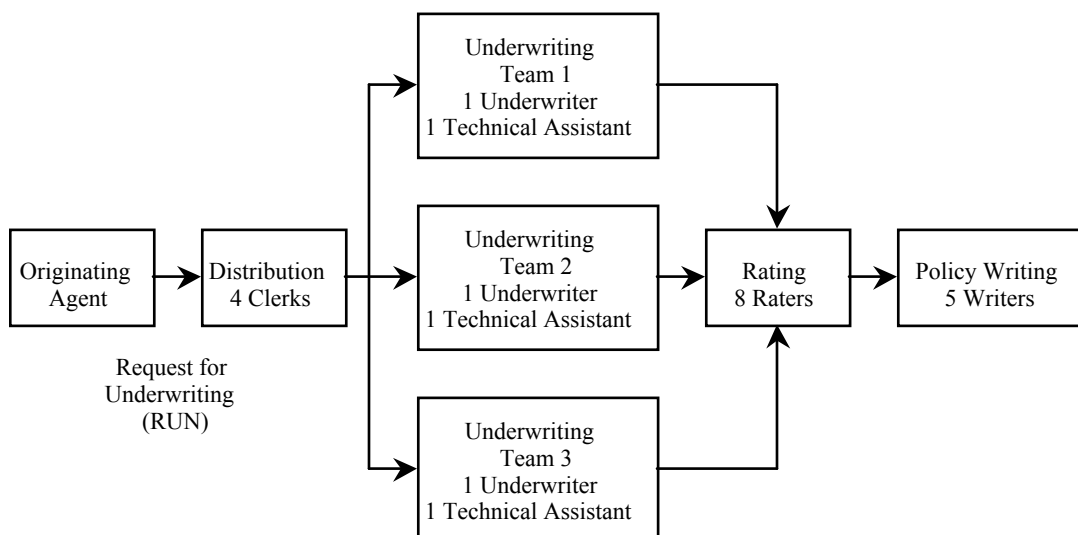 Underwriting
Team 1
1 Underwriter
1 Technical Assistant
Originating
Agent
Distribution
4 Clerks
Underwriting
Team 2
1 Underwriter
1 Technical Assistant
Rating
8 Raters
Policy Writing
5 Writers
Request for
Underwriting
(RUN)
Underwriting
Team 3
1 Underwriter
1 Technical Assistant